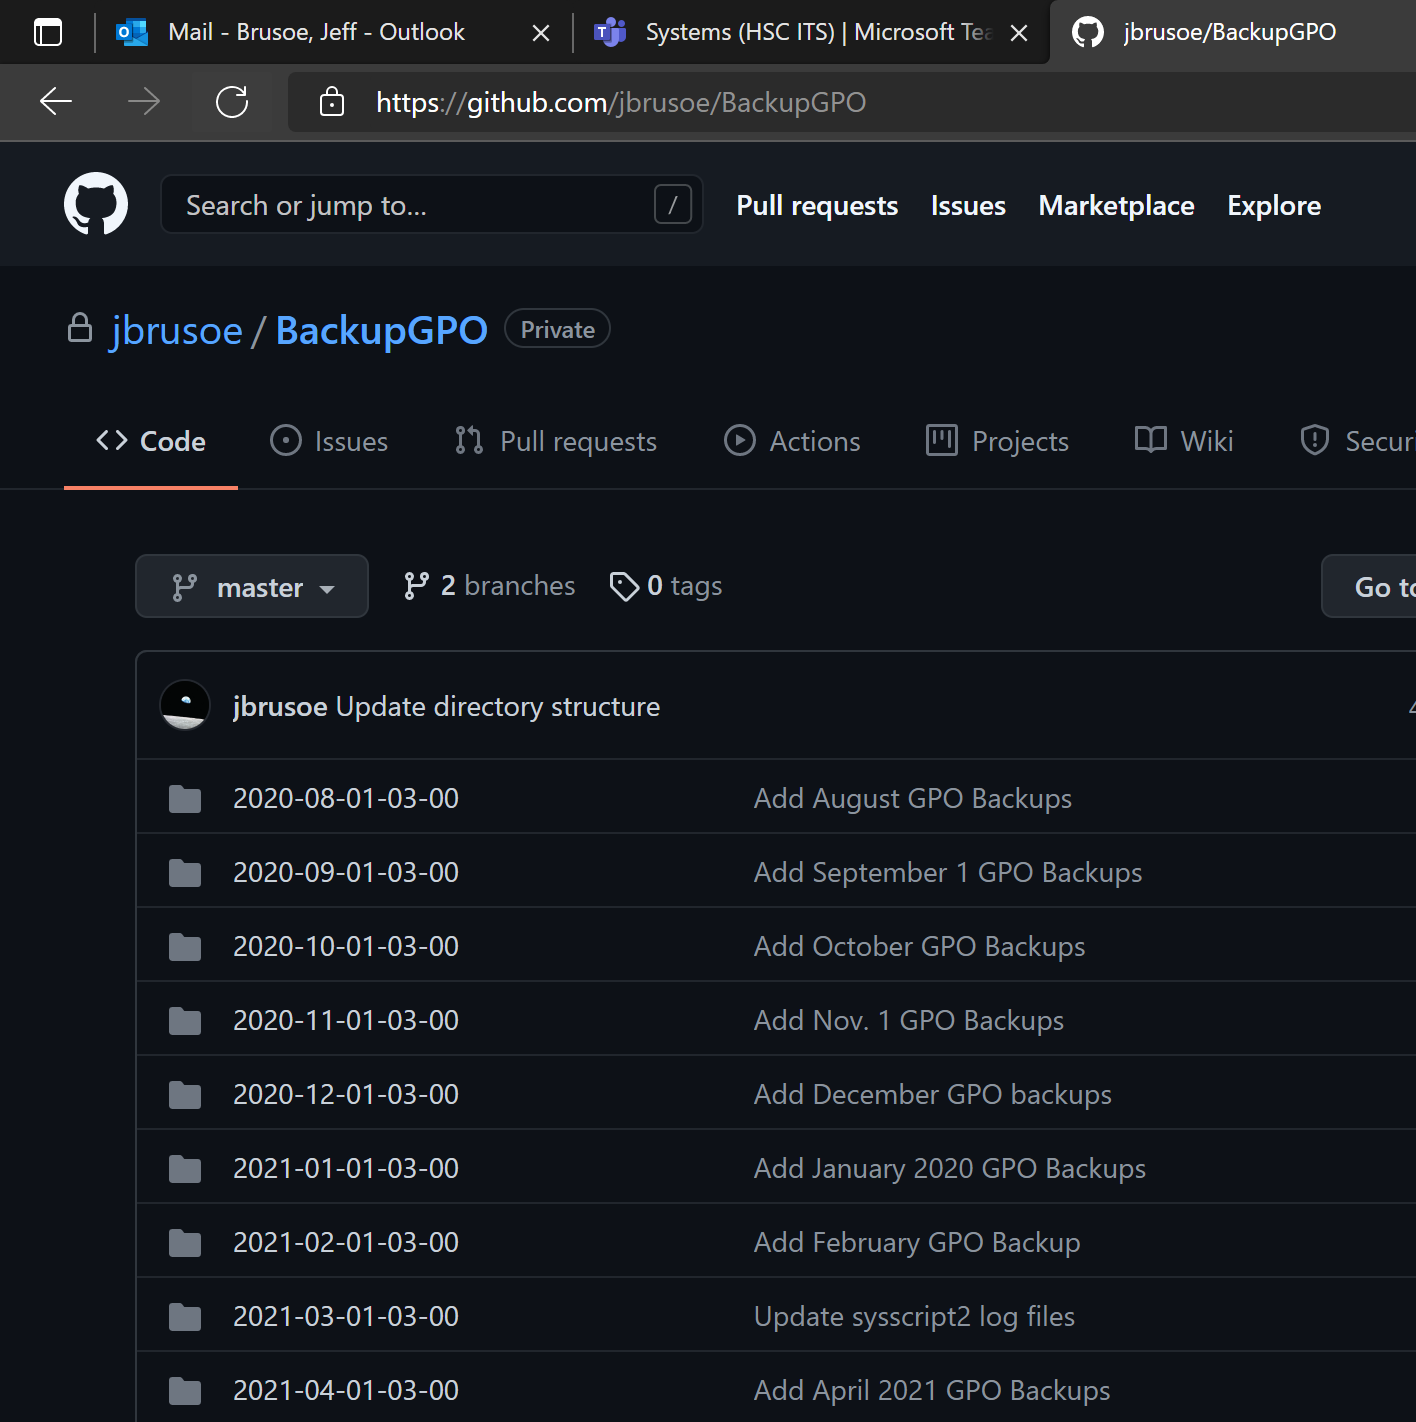 Mail - Brusoe, Jeff - Outlook
Systems (HSC ITS) | Microsoft Tea
jbrusoe/BackupGPO
https://github.com/jbrusoe/BackupGPO
Search or jump to... /
Pull requests Issues Marketplace Explore
jbrusoe / BackupGPO Private
Code Issues Pull requests Actions Projects Wiki Securi
master 2 branches 0 tags Go to
jbrusoe Update directory structure
2020-08-01-03-00 Add August GPO Backups
2020-09-01-03-00 Add September 1 GPO Backups
2020-10-01-03-00 Add October GPO Backups
2020-11-01-03-00 Add Nov. 1 GPO Backups
2020-12-01-03-00 Add December GPO backups
2021-01-01-03-00 Add January 2020 GPO Backups
2021-02-01-03-00 Add February GPO Backup
2021-03-01-03-00 Update sysscript2 log files
2021-04-01-03-00 Add April 2021 GPO Backups